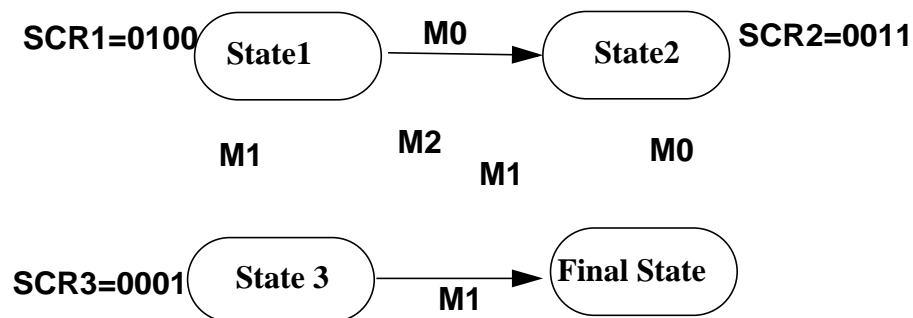 SCR1=0100 State1 M0 State2 SCR2=0011
M1 M2 M1 M0
SCR3=0001 State 3 M1 Final State